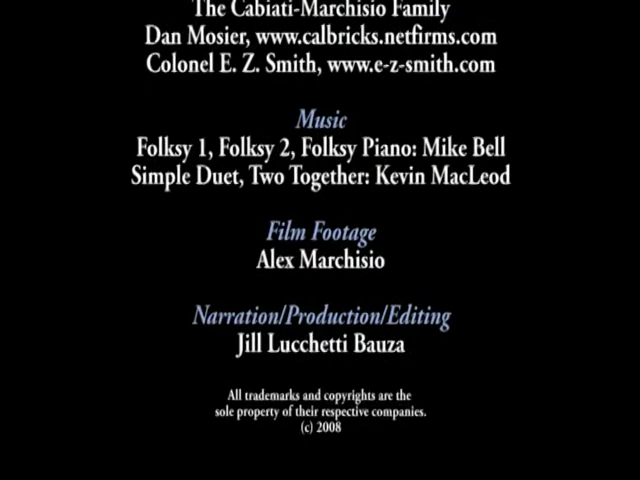 The Cabiati-Marchisio Family
Dan Mosier, www.calbricks.netfirms.com
Colonel E. Z. Smith, www.e-z-smith.com
Music
Folksy 1, Folksy 2, Folksy Piano: Mike Bell
Simple Duet, Two Together: Kevin MacLeod
Film Footage
Alex Marchisio
Narration/Production/Editing
Jill Lucchetti Bauza
All trademarks and copyrights are the
sole property of their respective companies.
(c) 2008